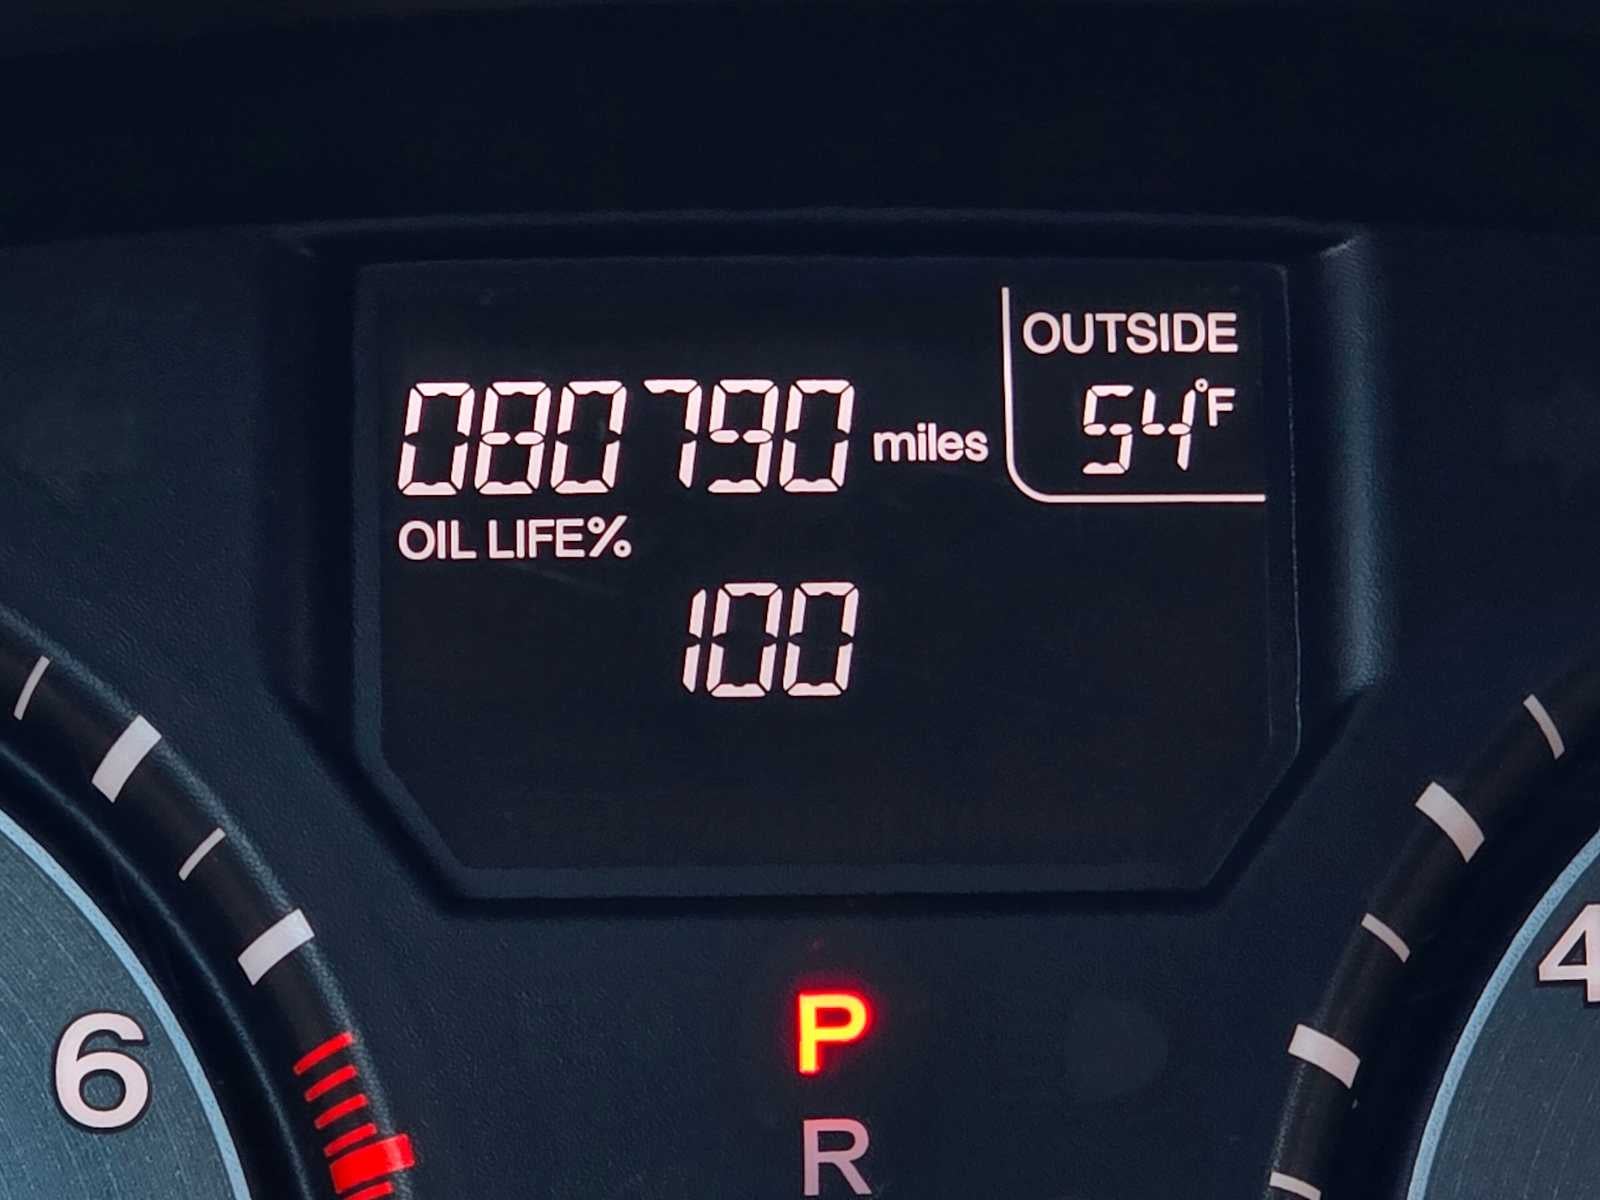 OUTSIDE
54°F
080790 miles
OIL LIFE%
100
P
R
6
4